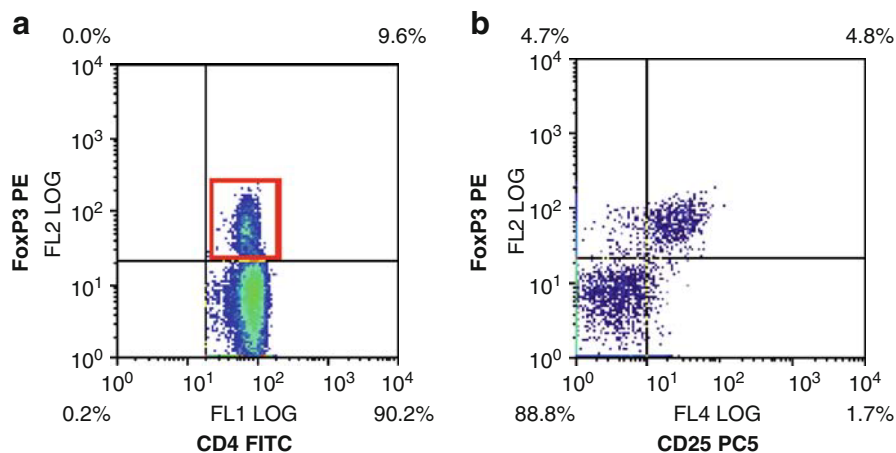 a
0.0%
9.6%
10^4
10^3
10^2
10^1
10^0
FoxP3 PE
FL2 LOG
10^0
10^1
10^2
10^3
10^4
0.2%
FL1 LOG
90.2%
CD4 FITC
b
4.7%
4.8%
10^4
10^3
10^2
10^1
10^0
FoxP3 PE
FL2 LOG
10^0
10^1
10^2
10^3
10^4
88.8%
FL4 LOG
1.7%
CD25 PC5